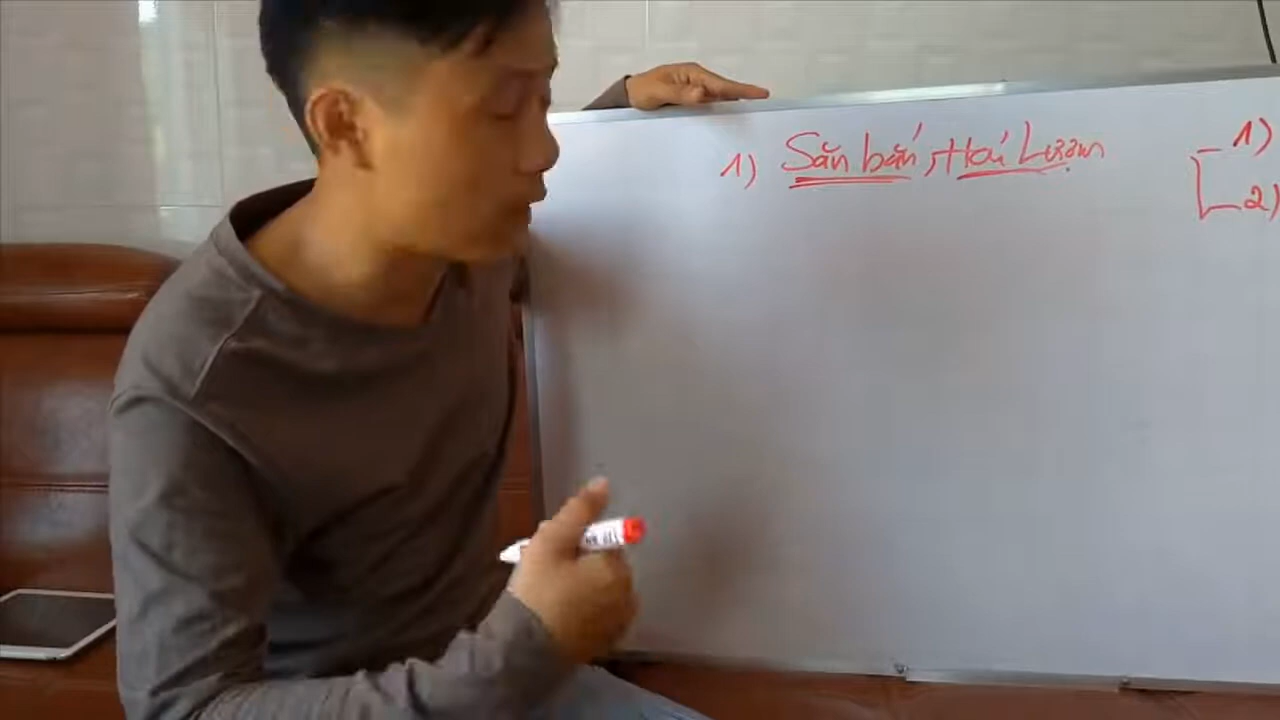 1) Săn bắn, Hái Lượm
1)
2)